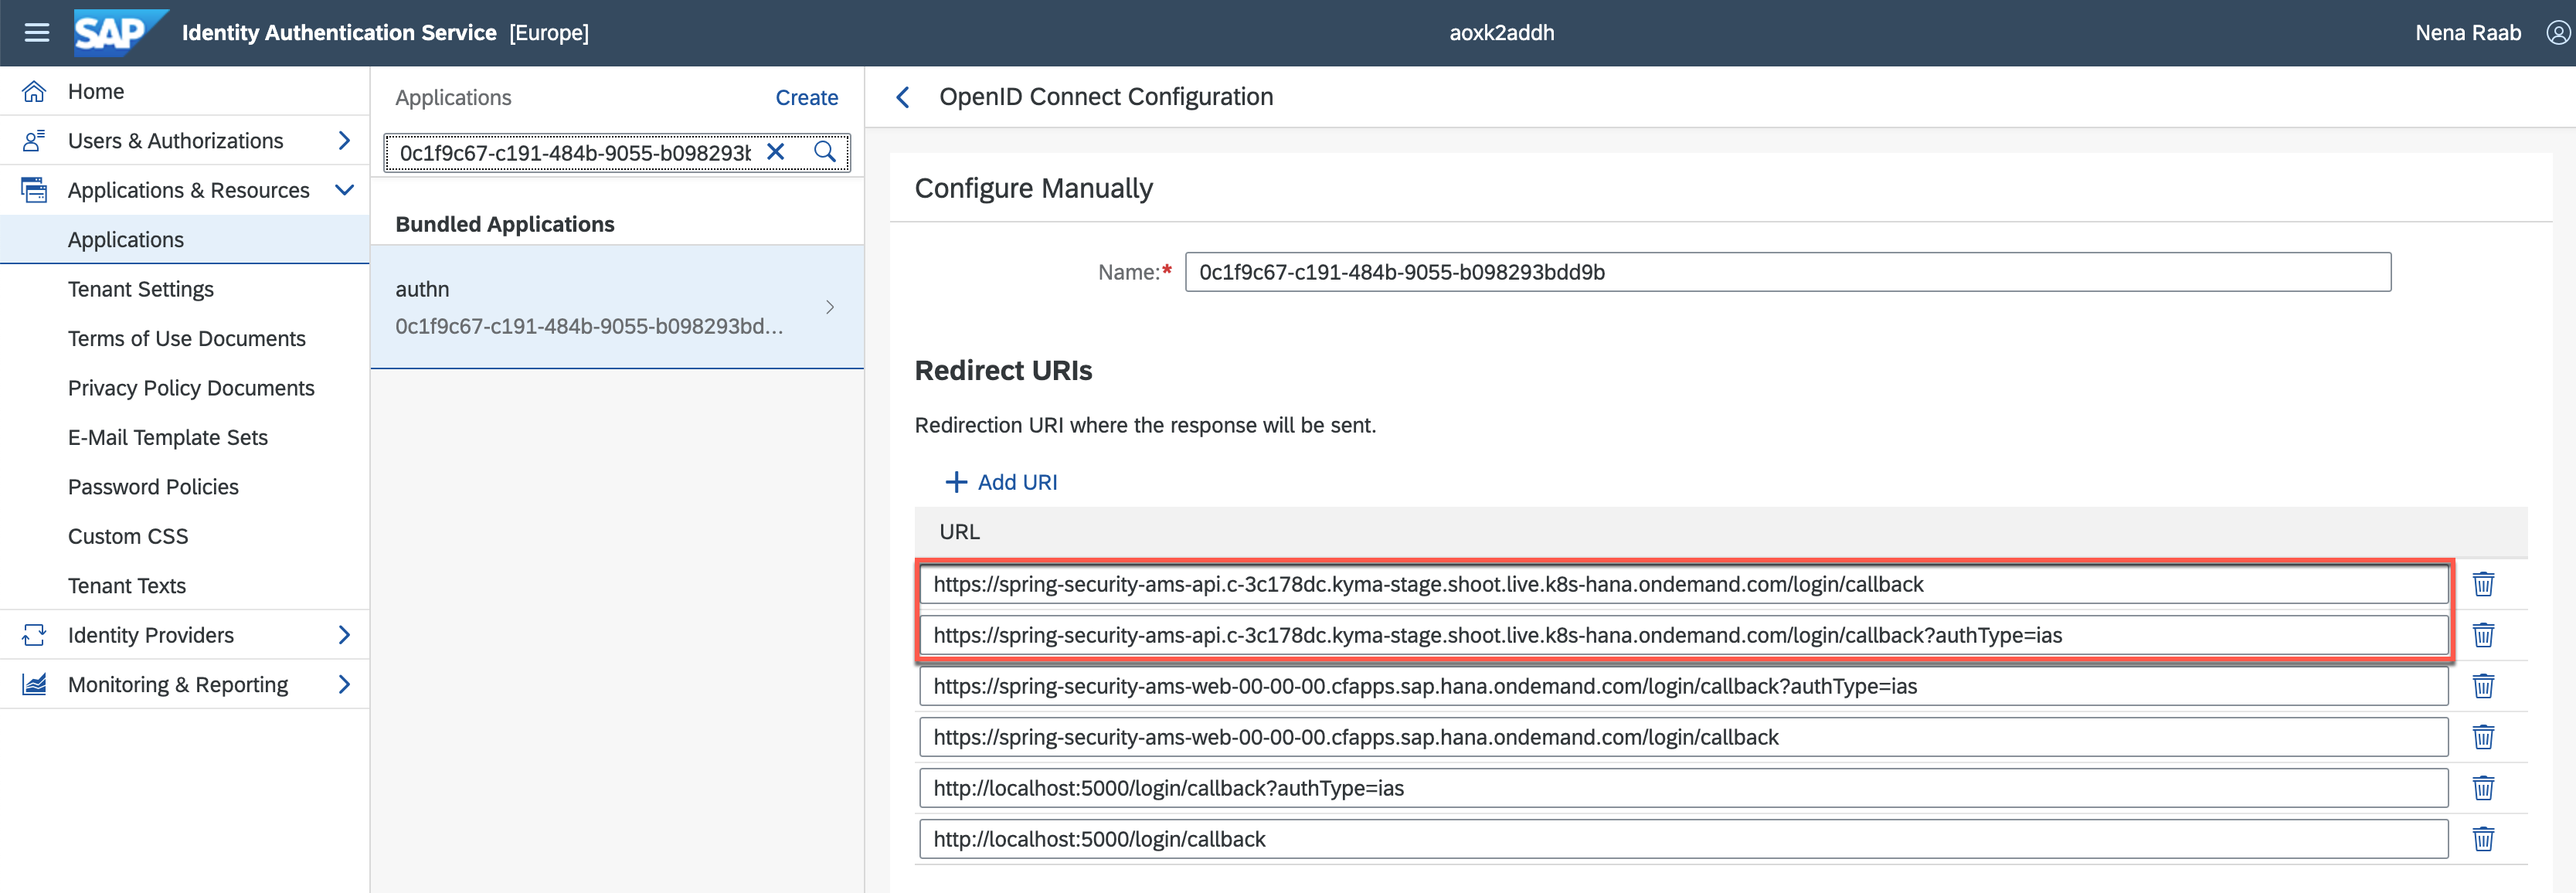 SAP Identity Authentication Service [Europe] aoxk2addh Nena Raab
Home
Users & Authorizations
Applications & Resources
Applications
Tenant Settings
Terms of Use Documents
Privacy Policy Documents
E-Mail Template Sets
Password Policies
Custom CSS
Tenant Texts
Identity Providers
Monitoring & Reporting
Applications Create
0c1f9c67-c191-484b-9055-b098293b
Bundled Applications
authn
0c1f9c67-c191-484b-9055-b098293bd...
OpenID Connect Configuration
Configure Manually
Name:* 0c1f9c67-c191-484b-9055-b098293bdd9b
Redirect URIs
Redirection URI where the response will be sent.
+ Add URI
URL
https://spring-security-ams-api.c-3c178dc.kyma-stage.shoot.live.k8s-hana.ondemand.com/login/callback
https://spring-security-ams-api.c-3c178dc.kyma-stage.shoot.live.k8s-hana.ondemand.com/login/callback?authType=ias
https://spring-security-ams-web-00-00-00.cfapps.sap.hana.ondemand.com/login/callback?authType=ias
https://spring-security-ams-web-00-00-00.cfapps.sap.hana.ondemand.com/login/callback
http://localhost:5000/login/callback?authType=ias
http://localhost:5000/login/callback